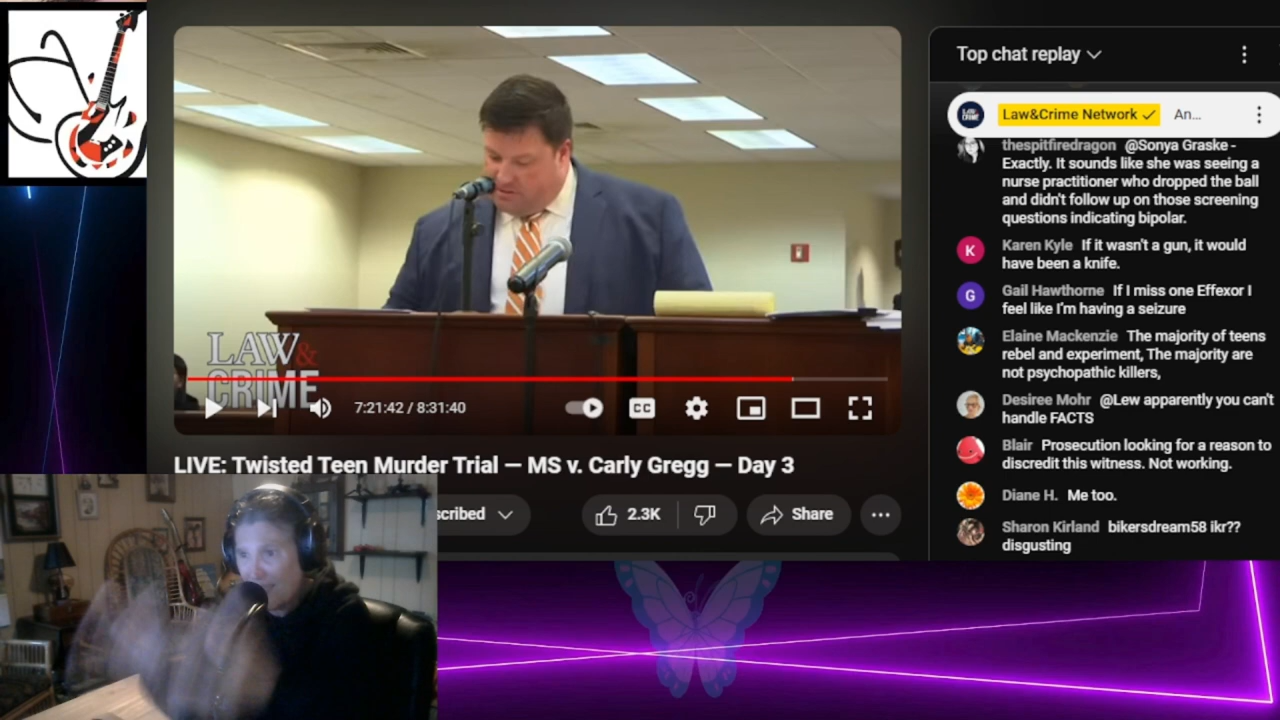 Top chat replay
Law&Crime Network
An...
thespitfiredragon @Sonya Graske -
Exactly. It sounds like she was seeing a
nurse practitioner who dropped the ball
and didn't follow up on those screening
questions indicating bipolar.
K
Karen Kyle If it wasn't a gun, it would
have been a knife.
G
Gail Hawthorne If I miss one Effexor I
feel like I'm having a seizure
Elaine Mackenzie The majority of teens
rebel and experiment, The majority are
not psychopathic killers,
Desiree Mohr @Lew apparently you can't
handle FACTS
Blair Prosecution looking for a reason to
discredit this witness. Not working.
Diane H. Me too.
Sharon Kirland bikersdream58 ikr??
disgusting
LAW&
CRIME
7:21:42 / 8:31:40
CC
LIVE: Twisted Teen Murder Trial — MS v. Carly Gregg — Day 3
scribed
2.3K
Share